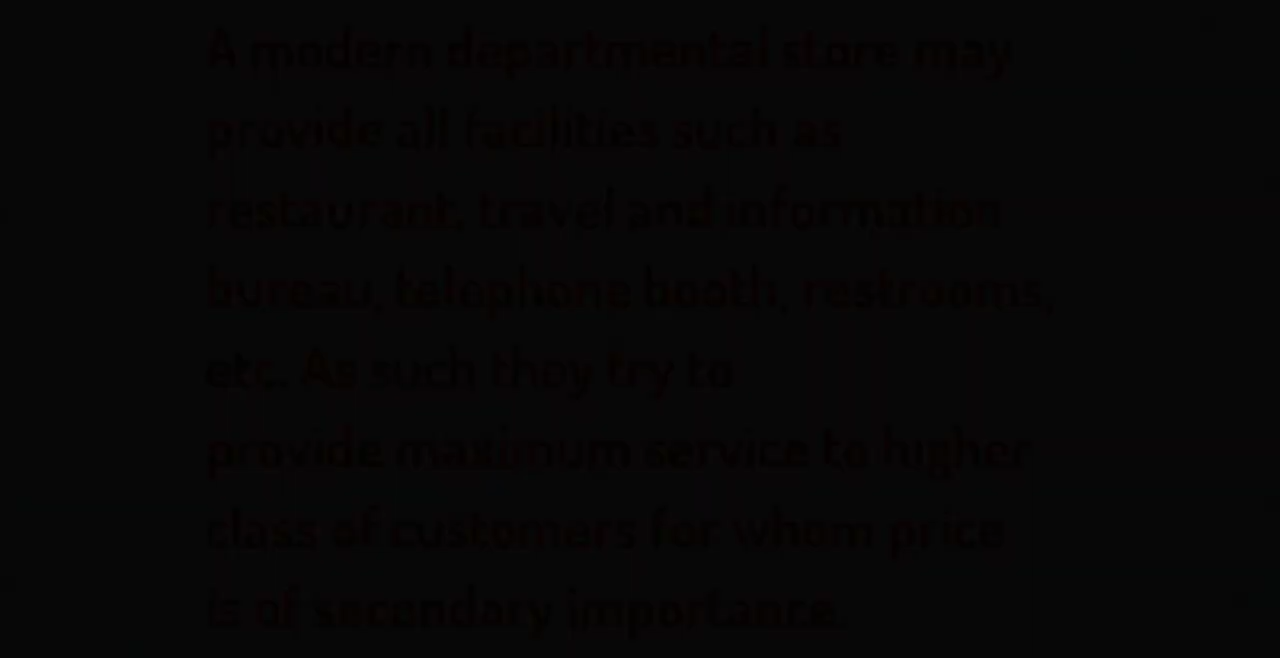 A modern departmental store may
provide all facilities such as
restaurant, travel and information
bureau, telephone booth, restrooms,
etc. As such they try to
provide maximum service to higher
class of customers for whom price
is of secondary importance.